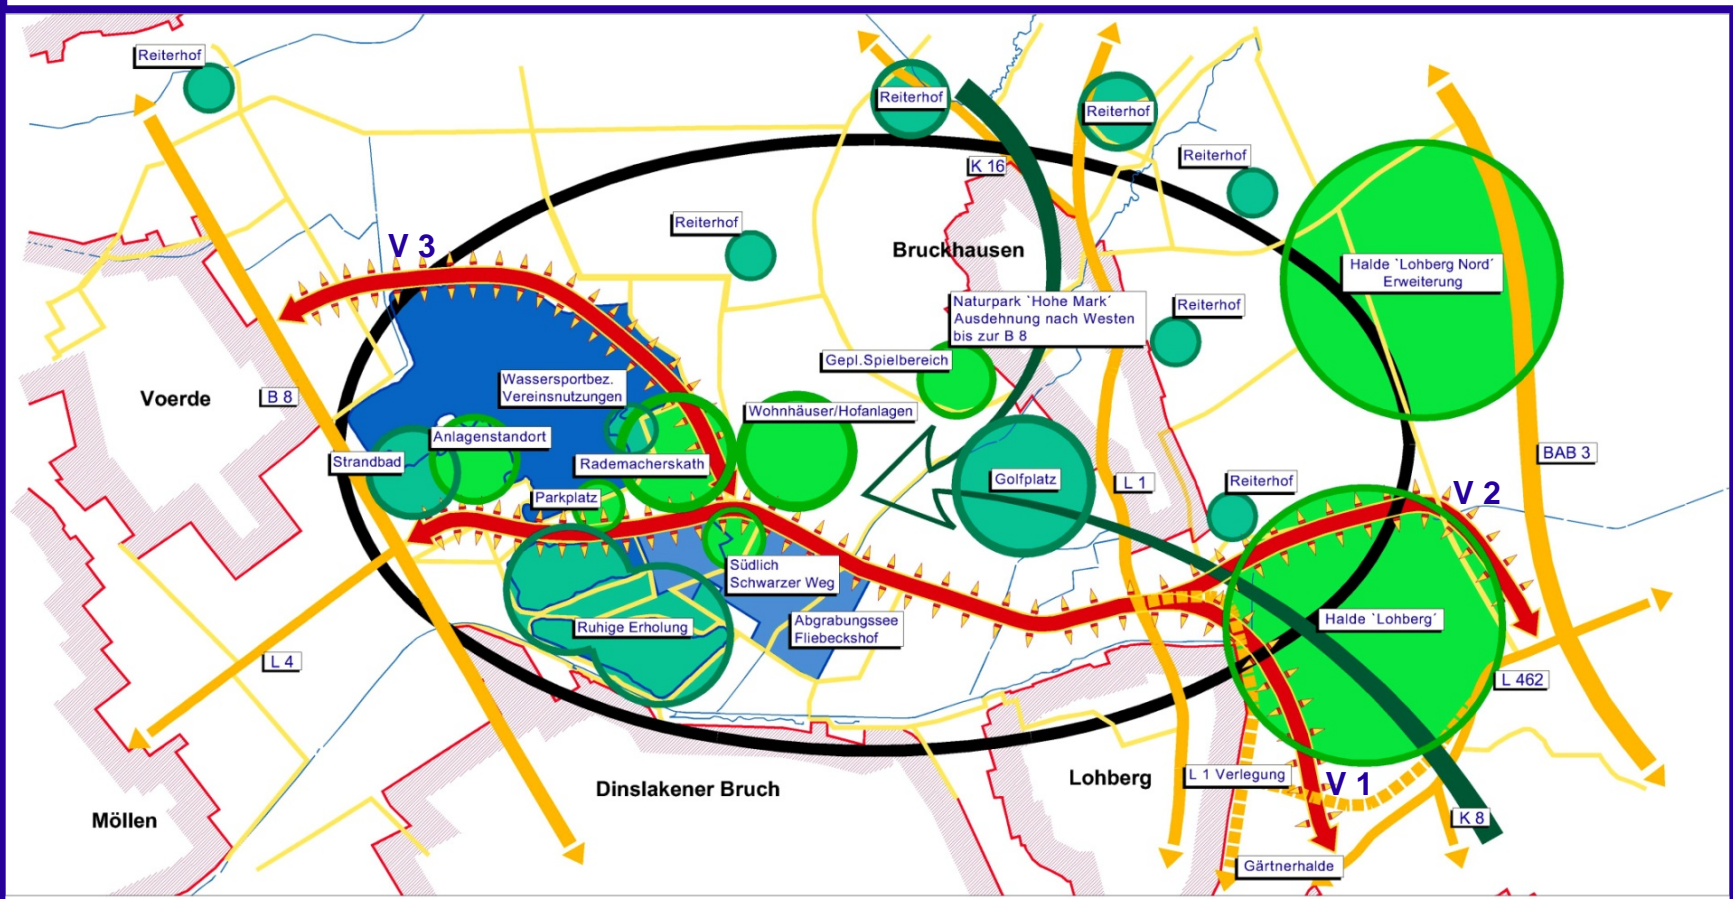 Reiterhof
Reiterhof
Reiterhof
Reiterhof
K 16
Reiterhof
V 3
Bruckhausen
Halde `Lohberg Nord´
Erweiterung
Naturpark `Hohe Mark´
Ausdehnung nach Westen
bis zur B 8
Reiterhof
Gepl.Spielbereich
Voerde
B 8
Wassersportbez.
Vereinsnutzungen
Wohnhäuser/Hofanlagen
Anlagenstandort
Strandbad
Rademacherskath
BAB 3
Golfplatz
L 1
Reiterhof
V 2
Parkplatz
Südlich
Schwarzer Weg
Ruhige Erholung
Abgrabungssee
Fliebeckshof
Halde `Lohberg´
L 4
L 462
Dinslakener Bruch
Lohberg
L 1 Verlegung
V 1
Möllen
K 8
Gärtnerhalde